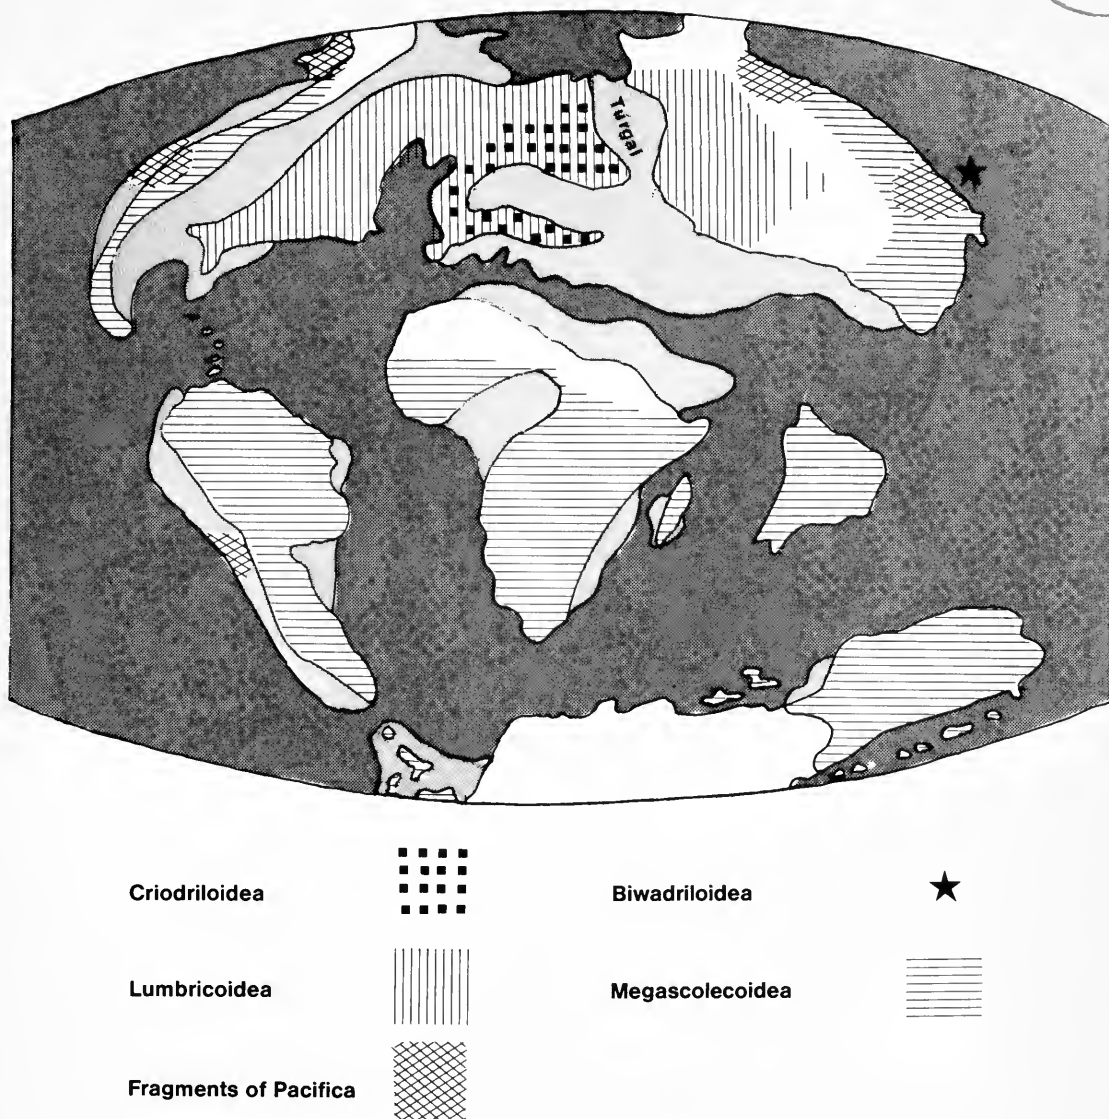 Turgai
Criodriloidea
Biwadriloidea
Lumbricoidea
Megascolecoidea
Fragments of Pacifica